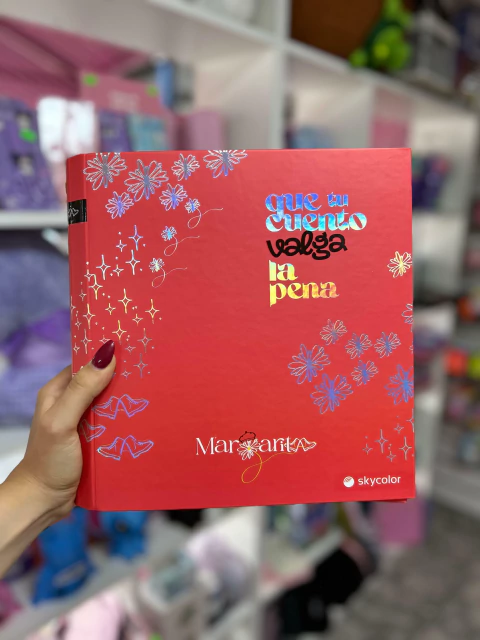 que tu
cuento
valga
la
pena
Margarita
skycolor